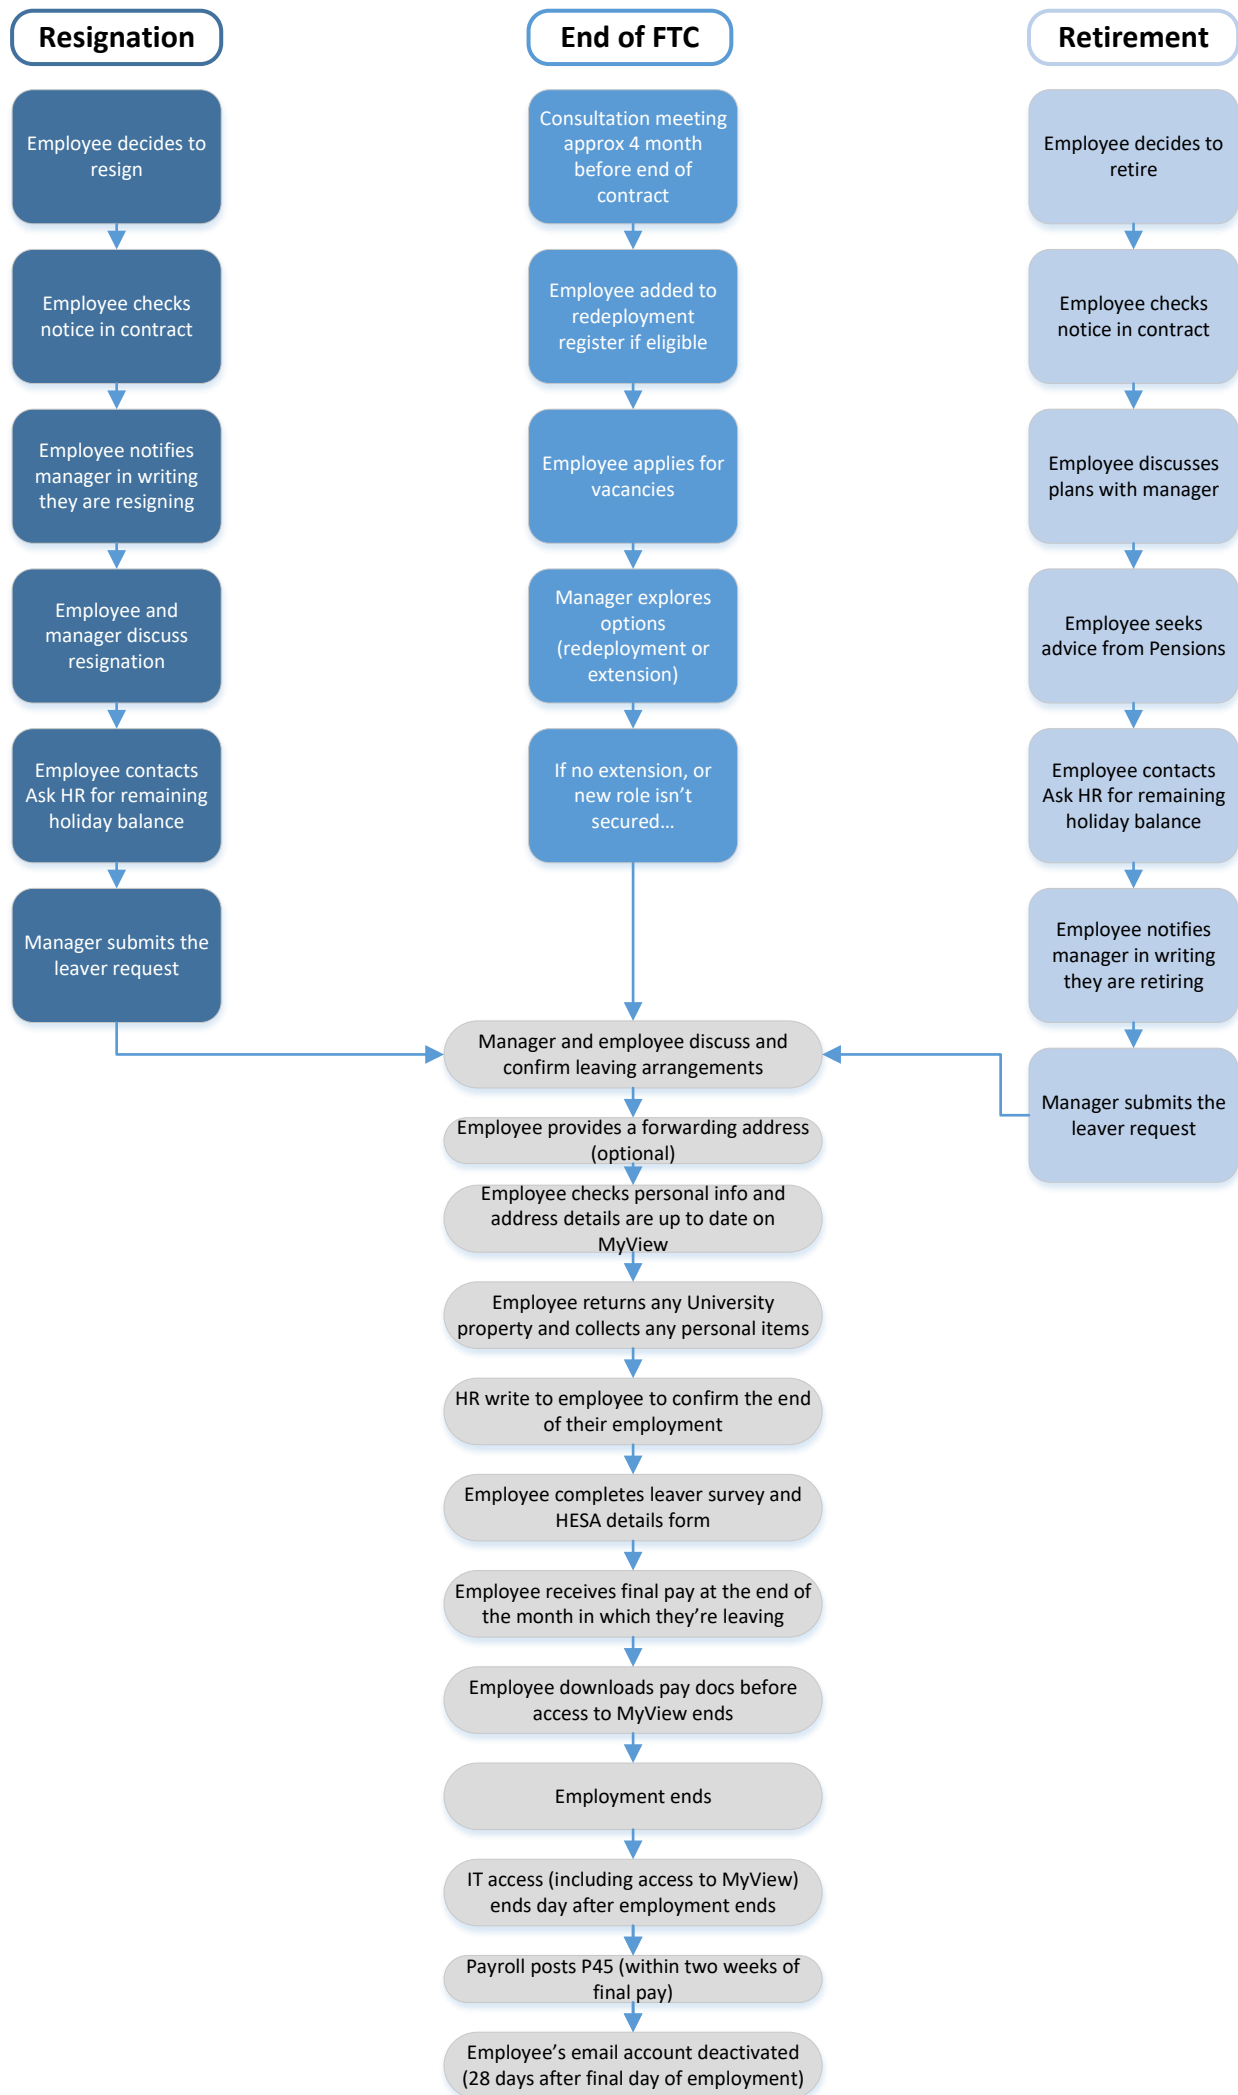 Resignation
Employee decides to
resign
Employee checks
notice in contract
Employee notifies
manager in writing
they are resigning
Employee and
manager discuss
resignation
Employee contacts
Ask HR for remaining
holiday balance
Manager submits the
leaver request
End of FTC
Consultation meeting
approx 4 month
before end of
contract
Employee added to
redeployment
register if eligible
Employee applies for
vacancies
Manager explores
options
(redeployment or
extension)
If no extension, or
new role isn’t
secured…
Retirement
Employee decides to
retire
Employee checks
notice in contract
Employee discusses
plans with manager
Employee seeks
advice from Pensions
Employee contacts
Ask HR for remaining
holiday balance
Employee notifies
manager in writing
they are retiring
Manager submits the
leaver request
Manager and employee discuss and
confirm leaving arrangements
Employee provides a forwarding address
(optional)
Employee checks personal info and
address details are up to date on
MyView
Employee returns any University
property and collects any personal items
HR write to employee to confirm the end
of their employment
Employee completes leaver survey and
HESA details form
Employee receives final pay at the end of
the month in which they’re leaving
Employee downloads pay docs before
access to MyView ends
Employment ends
IT access (including access to MyView)
ends day after employment ends
Payroll posts P45 (within two weeks of
final pay)
Employee’s email account deactivated
(28 days after final day of employment)